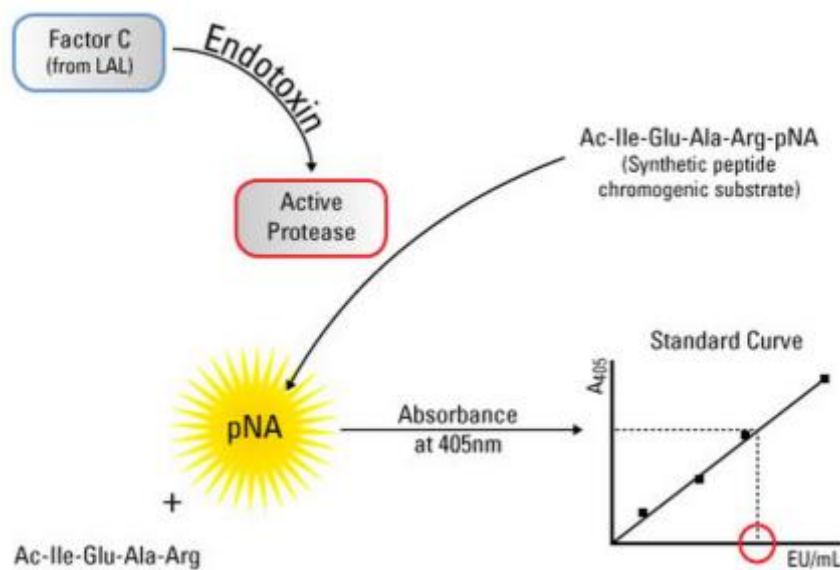 Factor C
(from LAL)
Endotoxin
Active
Protease
Ac-Ile-Glu-Ala-Arg-pNA
(Synthetic peptide
chromogenic substrate)
pNA
+
Ac-Ile-Glu-Ala-Arg
Absorbance
at 405nm
Standard Curve
A405
EU/mL